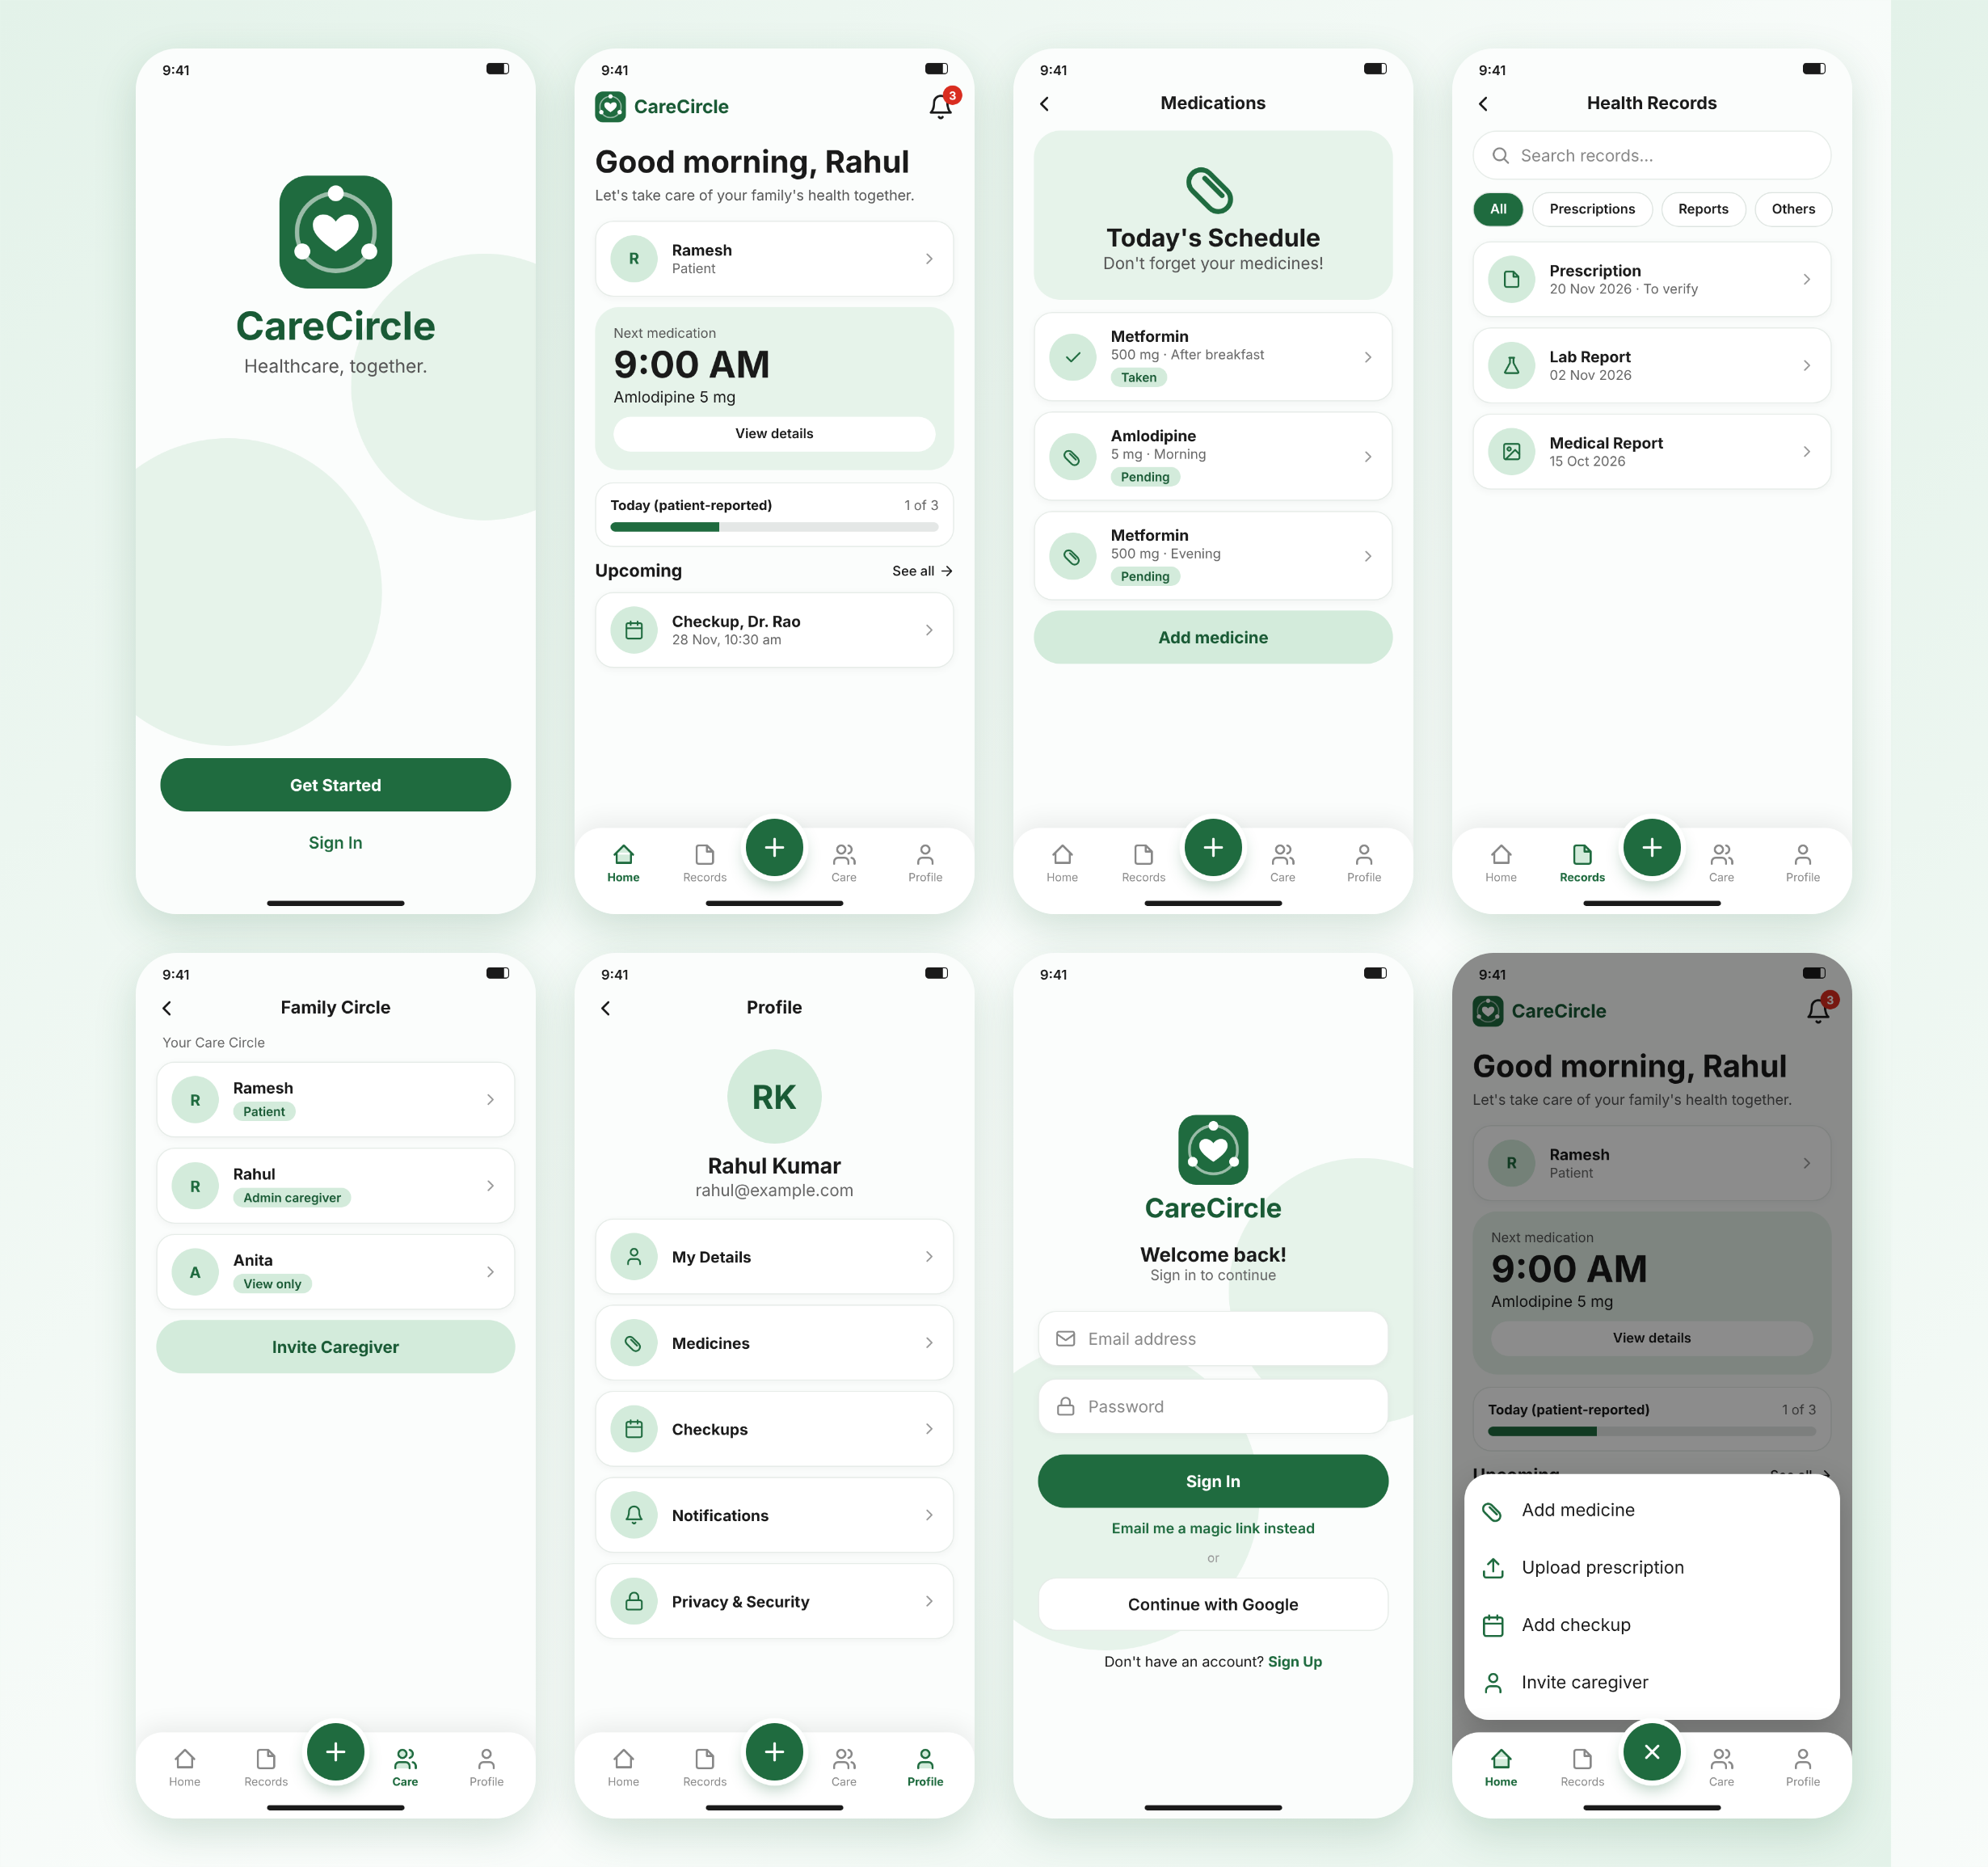 9:41
CareCircle
Healthcare, together.
Get Started
Sign In
9:41
CareCircle
3
Good morning, Rahul
Let's take care of your family's health together.
R
Ramesh
Patient
Next medication
9:00 AM
Amlodipine 5 mg
View details
Today (patient-reported)
1 of 3
Upcoming
See all →
Checkup, Dr. Rao
28 Nov, 10:30 am
Home
Records
Care
Profile
9:41
Medications
Today's Schedule
Don't forget your medicines!
Metformin
500 mg · After breakfast
Taken
Amlodipine
5 mg · Morning
Pending
Metformin
500 mg · Evening
Pending
Add medicine
Home
Records
Care
Profile
9:41
Health Records
Search records...
All
Prescriptions
Reports
Others
Prescription
20 Nov 2026 · To verify
Lab Report
02 Nov 2026
Medical Report
15 Oct 2026
Home
Records
Care
Profile
9:41
Family Circle
Your Care Circle
R
Ramesh
Patient
R
Rahul
Admin caregiver
A
Anita
View only
Invite Caregiver
Home
Records
Care
Profile
9:41
Profile
RK
Rahul Kumar
rahul@example.com
My Details
Medicines
Checkups
Notifications
Privacy & Security
Home
Records
Care
Profile
9:41
CareCircle
Welcome back!
Sign in to continue
Email address
Password
Sign In
Email me a magic link instead
or
Continue with Google
Don't have an account? Sign Up
9:41
CareCircle
3
Good morning, Rahul
Let's take care of your family's health together.
R
Ramesh
Patient
Next medication
9:00 AM
Amlodipine 5 mg
View details
Today (patient-reported)
1 of 3
Add medicine
Upload prescription
Add checkup
Invite caregiver
Home
Records
Care
Profile